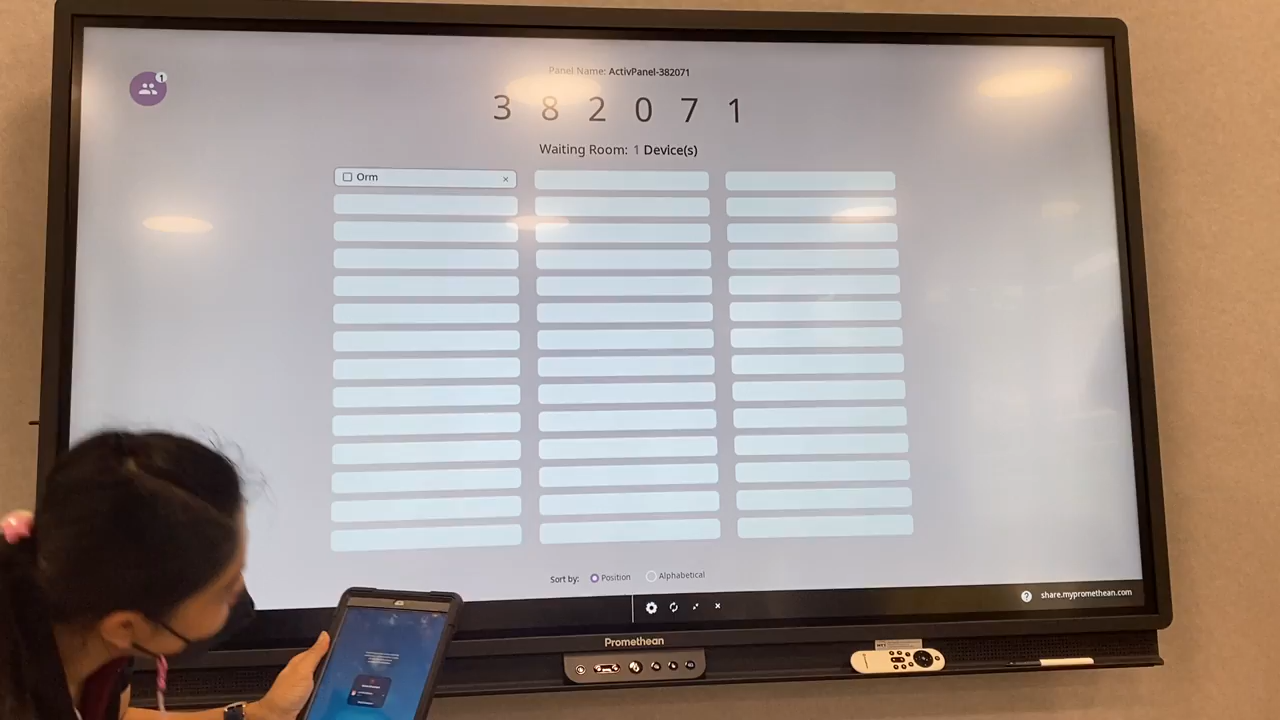 1
Panel Name: ActivPanel-382071
3 8 2 0 7 1
Waiting Room: 1 Device(s)
Orm ×
Sort by: Position Alphabetical
? share.mypromethean.com
Promethean